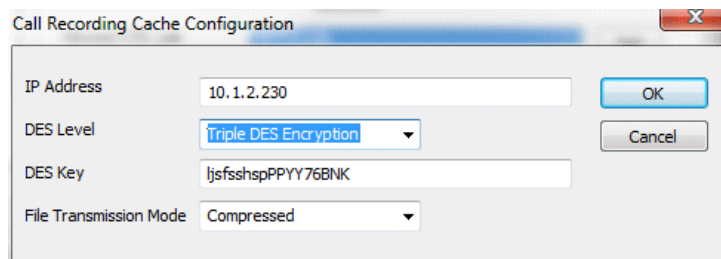 Call Recording Cache Configuration
IP Address 10.1.2.230 OK
DES Level Triple DES Encryption Cancel
DES Key ljsfsshspPPYY76BNK
File Transmission Mode Compressed